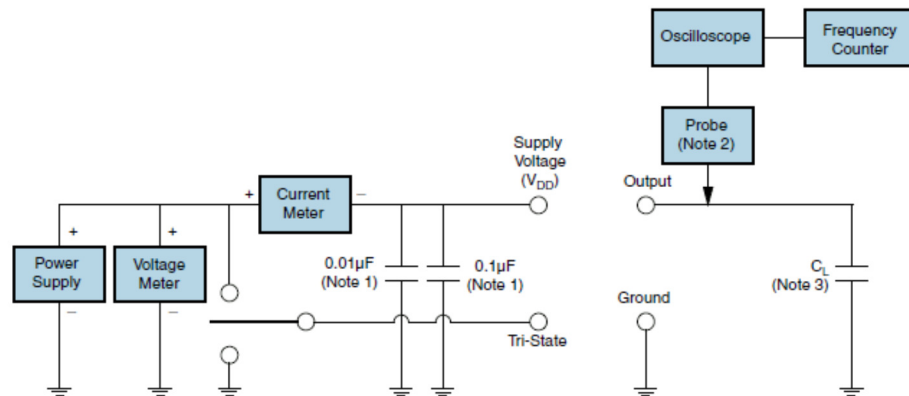 Oscilloscope
Frequency
Counter
Probe
(Note 2)
Supply
Voltage
(VDD)
Output
+
Current
Meter
−
+
Power
Supply
−
+
Voltage
Meter
−
0.01µF
(Note 1)
0.1µF
(Note 1)
CL
(Note 3)
Ground
Tri-State